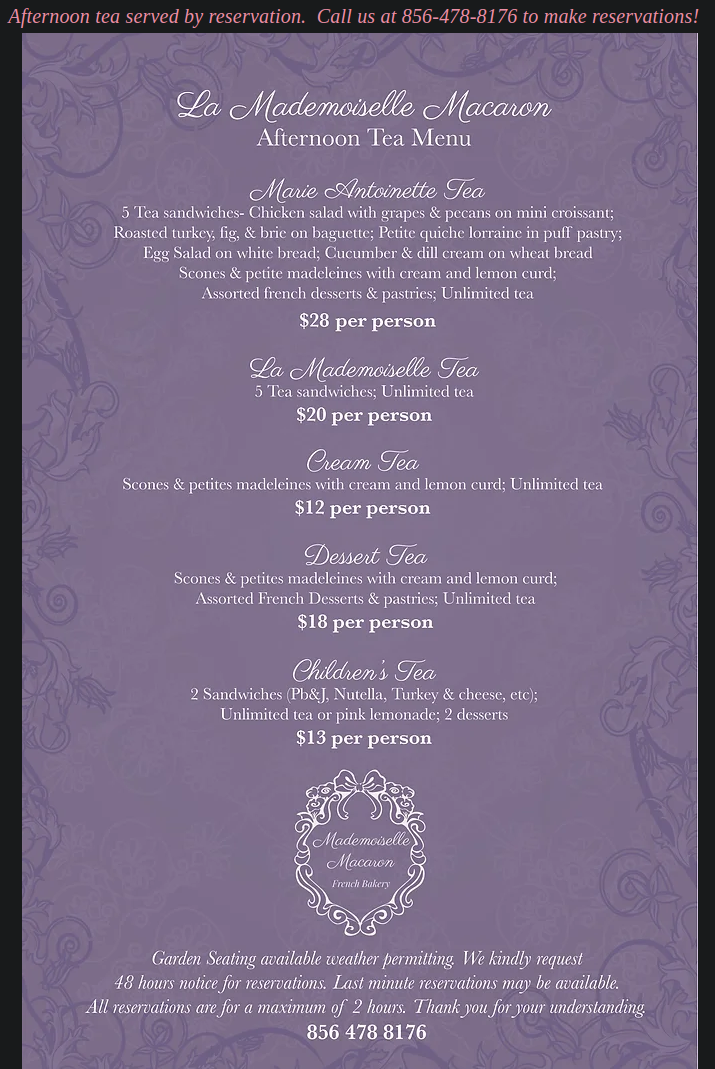 Afternoon tea served by reservation.  Call us at 856-478-8176 to make reservations!
La Mademoiselle Macaron
Afternoon Tea Menu
Marie Antoinette Tea
5 Tea sandwiches- Chicken salad with grapes & pecans on mini croissant;
Roasted turkey, fig, & brie on baguette; Petite quiche lorraine in puff pastry;
Egg Salad on white bread; Cucumber & dill cream on wheat bread
Scones & petite madeleines with cream and lemon curd;
Assorted french desserts & pastries; Unlimited tea
$28 per person
La Mademoiselle Tea
5 Tea sandwiches; Unlimited tea
$20 per person
Cream Tea
Scones & petites madeleines with cream and lemon curd; Unlimited tea
$12 per person
Dessert Tea
Scones & petites madeleines with cream and lemon curd;
Assorted French Desserts & pastries; Unlimited tea
$18 per person
Children's Tea
2 Sandwiches (Pb&J, Nutella, Turkey & cheese, etc);
Unlimited tea or pink lemonade; 2 desserts
$13 per person
Mademoiselle
Macaron
French Bakery
Garden Seating available weather permitting. We kindly request
48 hours notice for reservations. Last minute reservations may be available.
All reservations are for a maximum of 2 hours. Thank you for your understanding.
856 478 8176